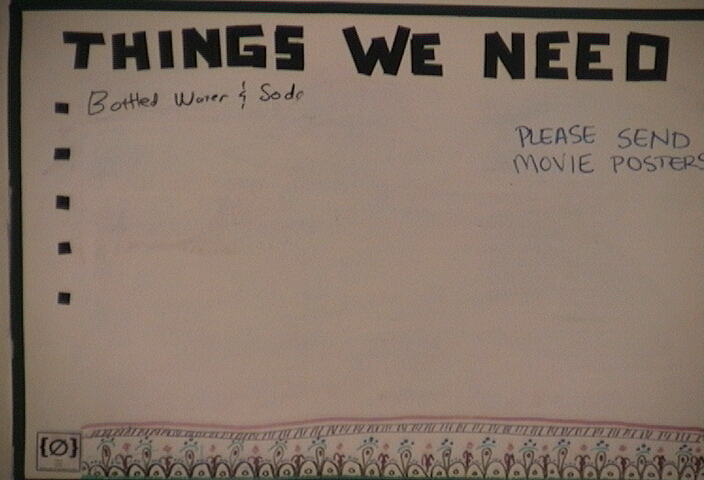 THINGS WE NEED
Bottled Water & Soda
PLEASE SEND
MOVIE POSTERS
{Ø}